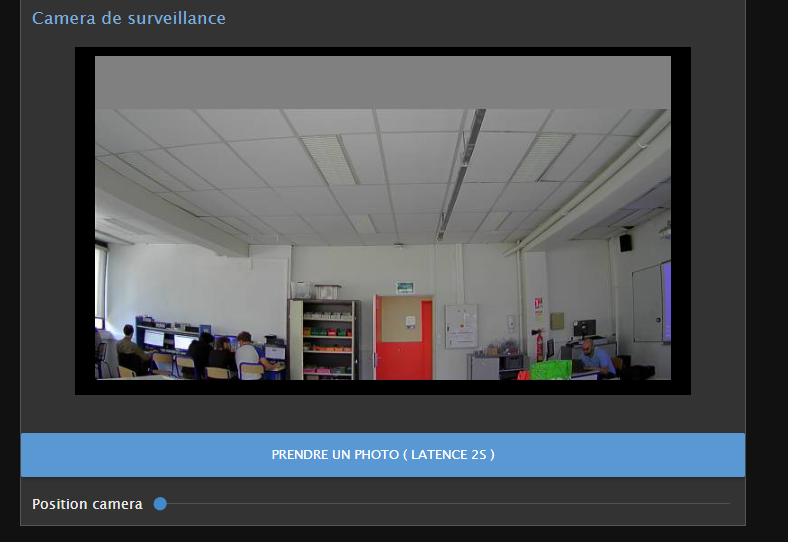 Camera de surveillance
PRENDRE UN PHOTO ( LATENCE 2S )
Position camera